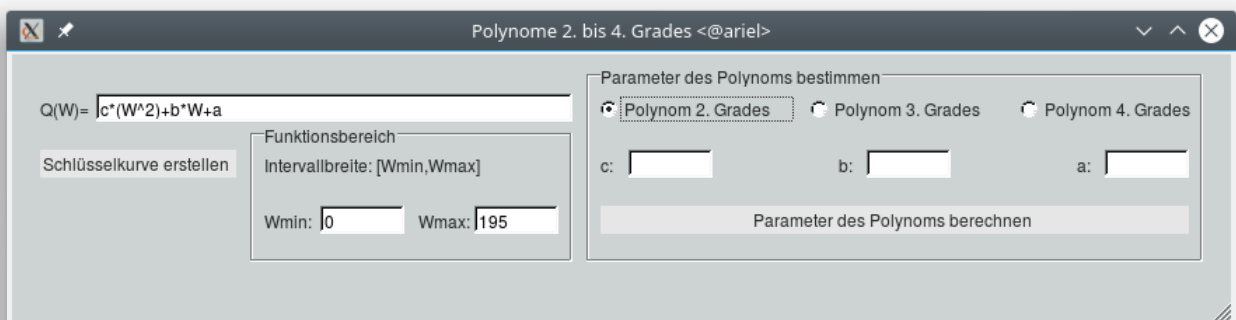 Polynome 2. bis 4. Grades <@ariel>
Q(W)= c*(W^2)+b*W+a
Schlüsselkurve erstellen
Funktionsbereich
Intervallbreite: [Wmin,Wmax]
Wmin: 0 Wmax: 195
Parameter des Polynoms bestimmen
Polynom 2. Grades Polynom 3. Grades Polynom 4. Grades
c: b: a:
Parameter des Polynoms berechnen